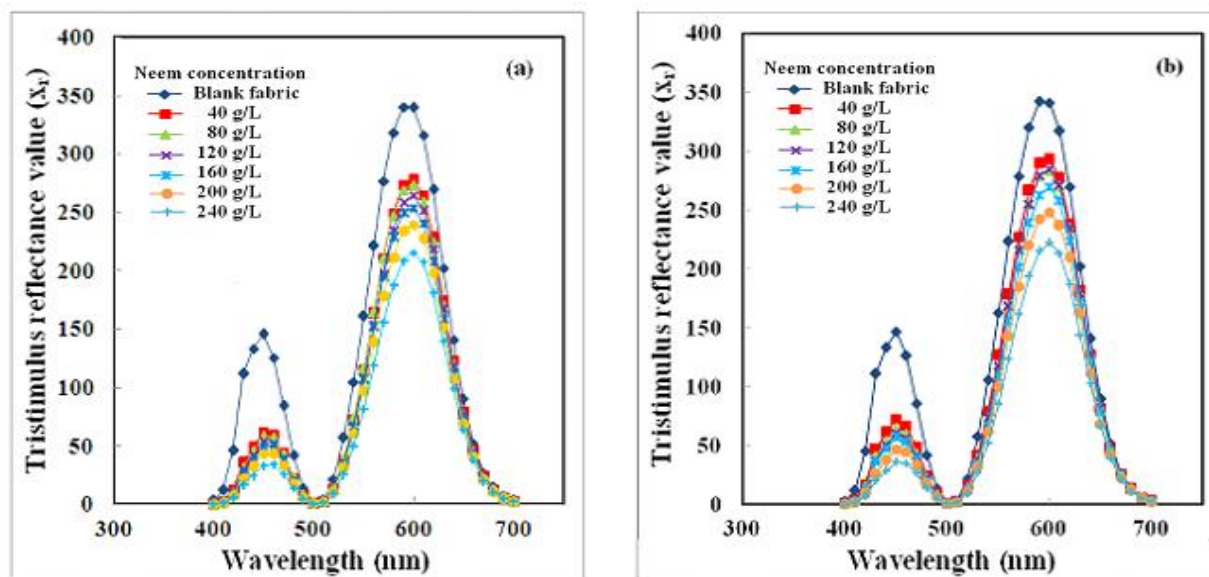 Tristimulus reflectance value (xr)
400
350
300
250
200
150
100
50
0
(a)
Neem concentration
Blank fabric
40 g/L
80 g/L
120 g/L
160 g/L
200 g/L
240 g/L
300 400 500 600 700
Wavelength (nm)
Tristimulus reflectance value (xr)
400
350
300
250
200
150
100
50
0
(b)
Neem concentration
Blank fabric
40 g/L
80 g/L
120 g/L
160 g/L
200 g/L
240 g/L
300 400 500 600 700
Wavelength (nm)